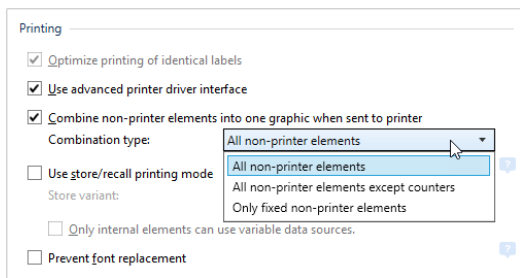 Printing
Optimize printing of identical labels
Use advanced printer driver interface
Combine non-printer elements into one graphic when sent to printer
Combination type: All non-printer elements
All non-printer elements
Use store/recall printing mode
All non-printer elements except counters
Store variant:
Only fixed non-printer elements
Only internal elements can use variable data sources.
Prevent font replacement